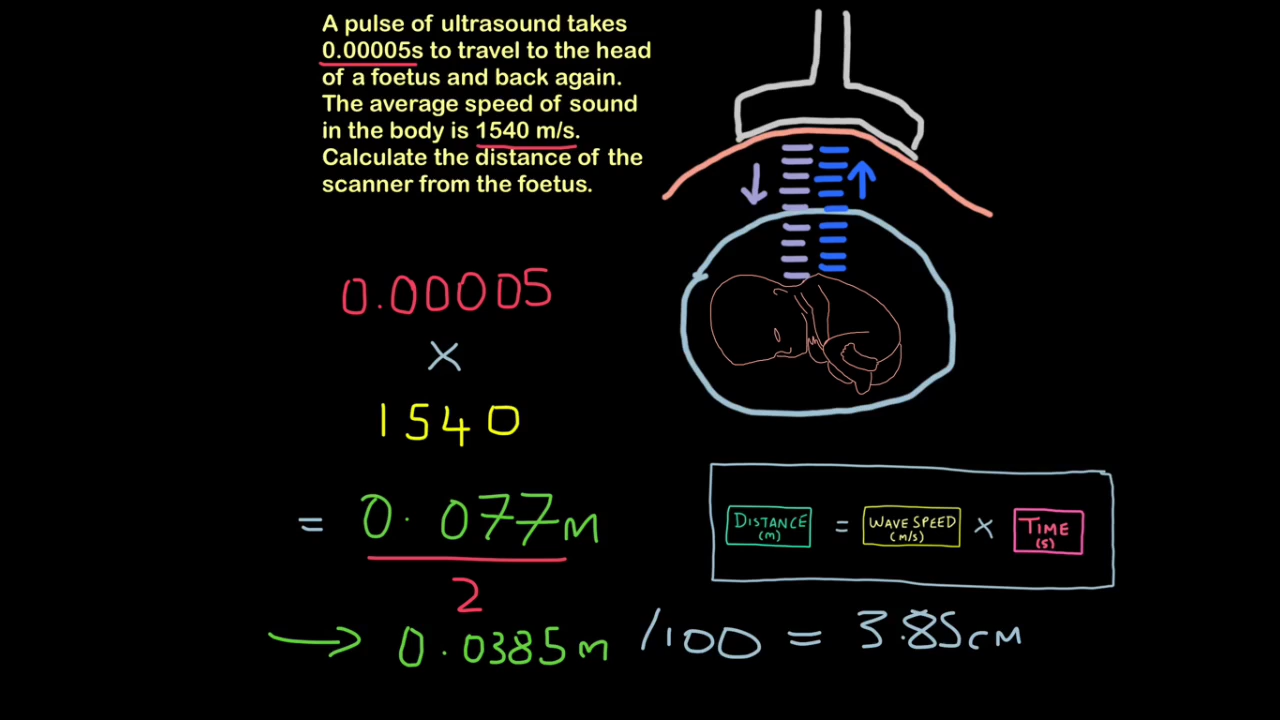 A pulse of ultrasound takes
0.00005s to travel to the head
of a foetus and back again.
The average speed of sound
in the body is 1540 m/s.
Calculate the distance of the
scanner from the foetus.
0.00005
×
1540
= 0.077m
2
→ 0.0385m /100 = 3.85cm
DISTANCE (m) = WAVE SPEED (m/s) × TIME (s)